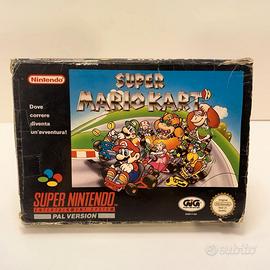 Nintendo
SUPER
MARIO KART
Dove
correre
diventa
un'avventura!
SUPER NINTENDO
ENTERTAINMENT SYSTEM
PAL VERSION
GIG
subito